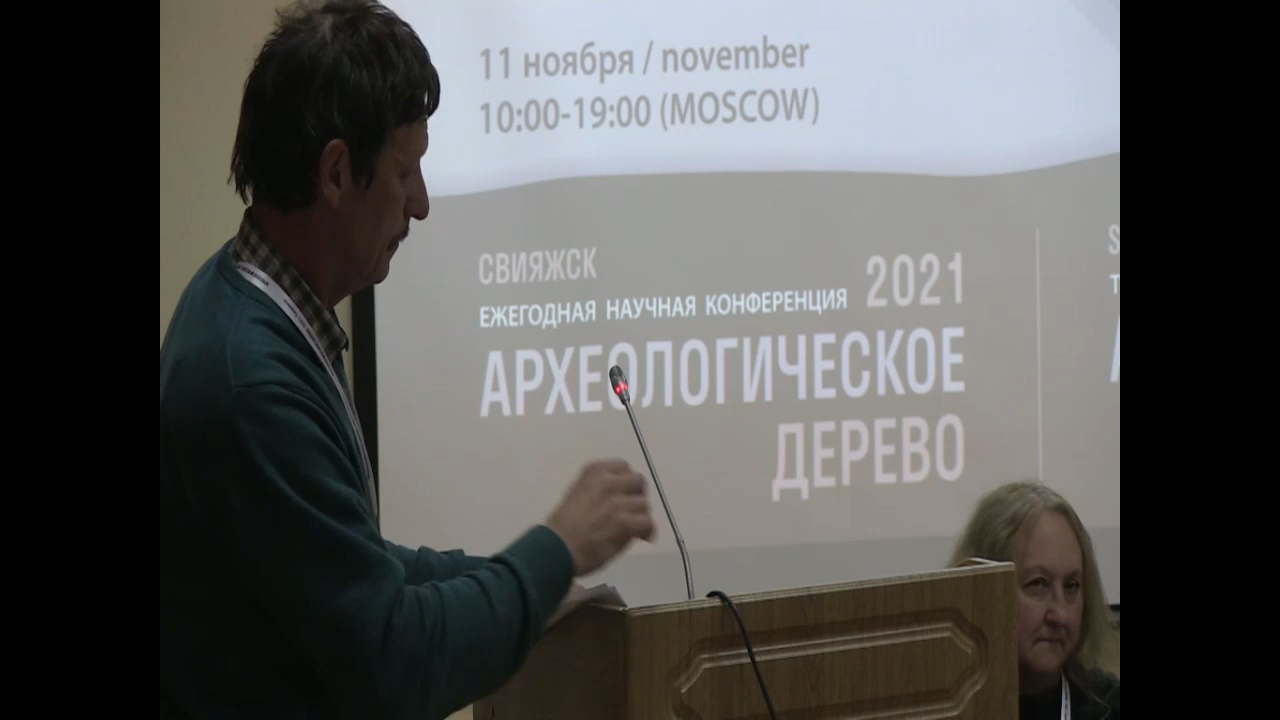 11 ноября / november
10:00-19:00 (MOSCOW)
СВИЯЖСК
2021
ЕЖЕГОДНАЯ НАУЧНАЯ КОНФЕРЕНЦИЯ
АРХЕОЛОГИЧЕСКОЕ
ДЕРЕВО